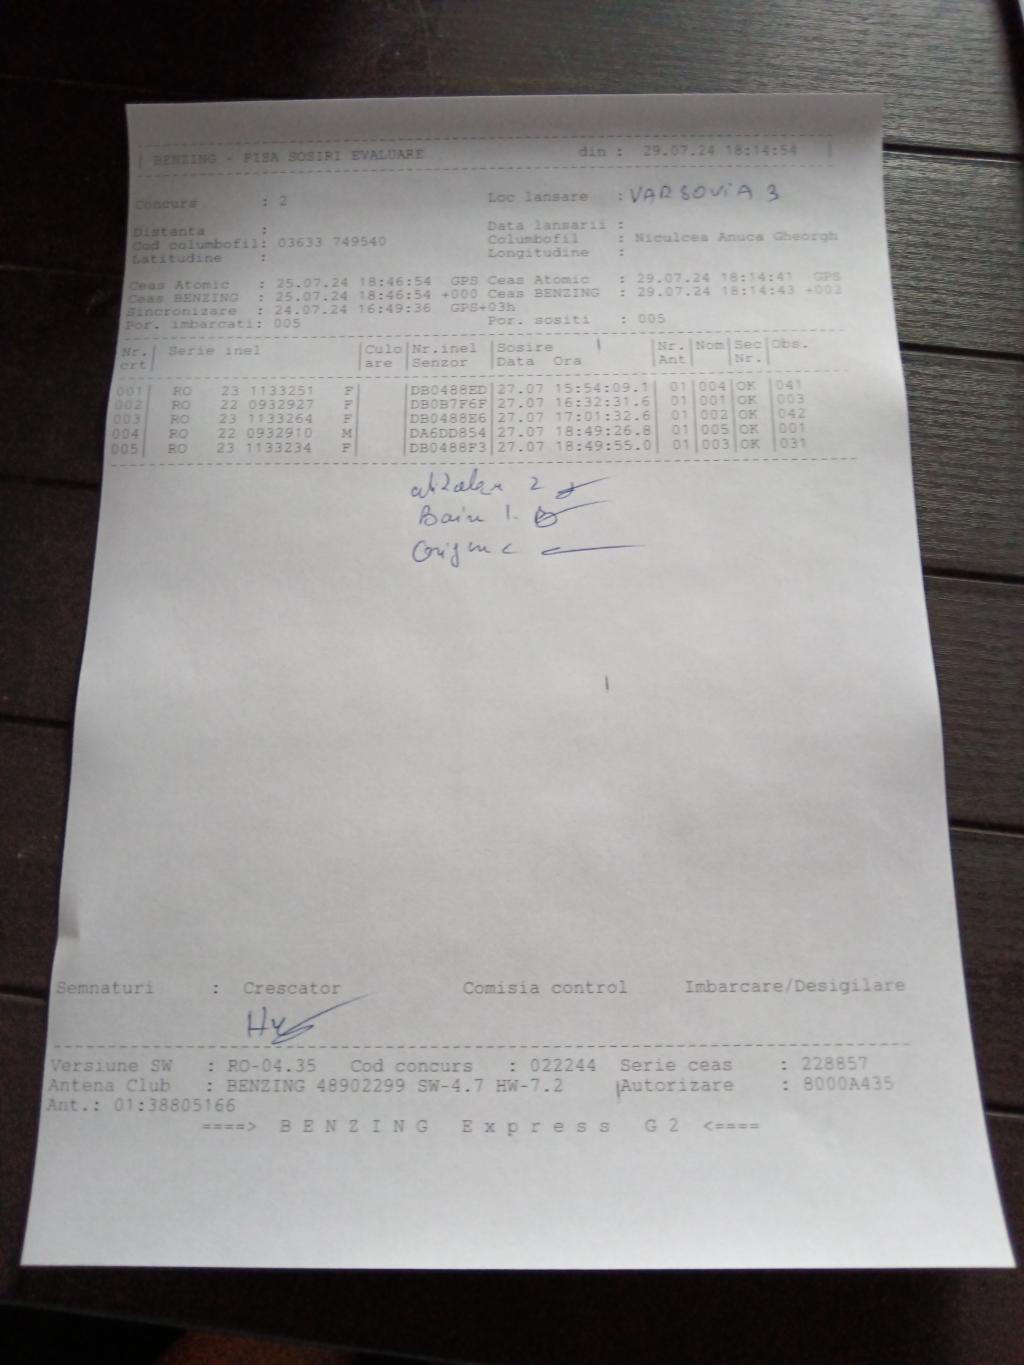 BENZING - FISA SOSIRI EVALUARE din : 29.07.24 18:14:54
Concurs : 2 Loc lansare : VARSOVIA 3
Distanta : Data lansarii :
Cod columbofil: 03633 749540 Columbofil : Niculcea Anuca Gheorgh
Latitudine : Longitudine :
Ceas Atomic : 25.07.24 18:46:54 GPS Ceas Atomic : 29.07.24 18:14:41 GPS
Ceas BENZING : 25.07.24 18:46:54 +000 Ceas BENZING : 29.07.24 18:14:43 +002
Sincronizare : 24.07.24 16:49:36 GPS+03h
Por. imbarcati: 005 Por. sositi : 005
Nr. Serie inel Culo Nr.inel Sosire Nr. Nom Sec Obs.
crt are Senzor Data Ora Ant Nr.
001 RO 23 1133251 F DB0488ED 27.07 15:54:09.1 01 004 OK 041
002 RO 22 0932927 F DB0B7F6F 27.07 16:32:31.6 01 001 OK 003
003 RO 23 1133264 F DB0488E6 27.07 17:01:32.6 01 002 OK 042
004 RO 22 0932910 M DA6DD854 27.07 18:49:26.8 01 005 OK 001
005 RO 23 1133234 F DB0488F3 27.07 18:49:55.0 01 003 OK 031
2
1.
Semnaturi : Crescator Comisia control Imbarcare/Desigilare
Versiune SW : RO-04.35 Cod concurs : 022244 Serie ceas : 228857
Antena Club : BENZING 48902299 SW-4.7 HW-7.2 Autorizare : 8000A435
Ant.: 01:38805166
====> BENZING Express G2 <====